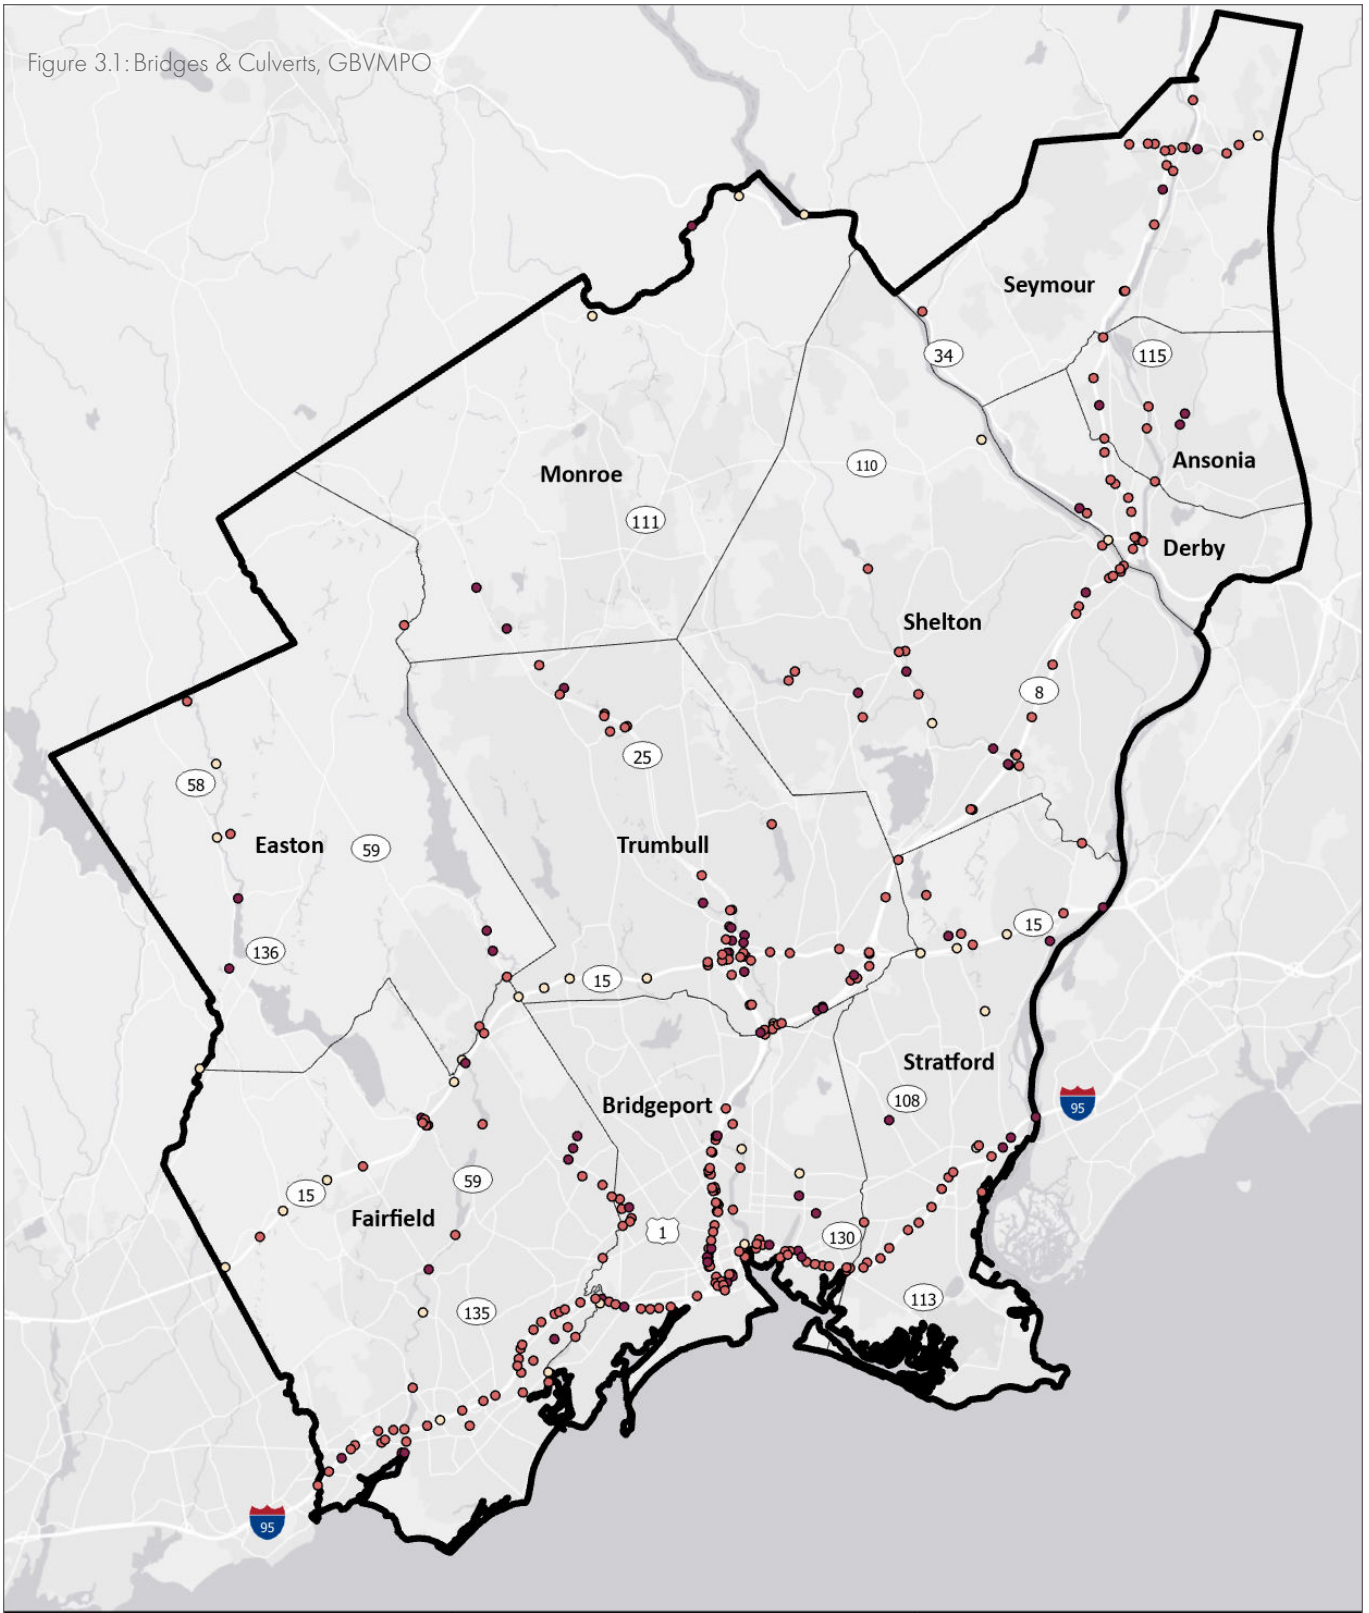 Figure 3.1: Bridges & Culverts, GBVMPO
Seymour
34
115
110
Ansonia
Monroe
111
Derby
Shelton
8
25
58
Easton
59
Trumbull
15
136
15
Stratford
108
95
Bridgeport
59
15
Fairfield
1
130
113
135
95